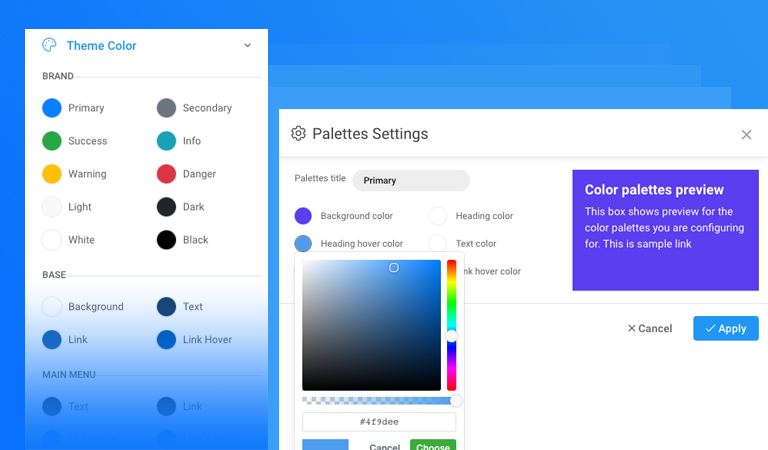 Theme Color
BRAND
Primary
Secondary
Success
Info
Warning
Danger
Light
Dark
White
Black
BASE
Background
Text
Link
Link Hover
MAIN MENU
Text
Link
Palettes Settings
Palettes title
Primary
Background color
Heading color
Heading hover color
Text color
nk hover color
#4f9dee
Cancel
Choose
Color palettes preview
This box shows preview for the
color palettes you are configuring
for. This is sample link
Cancel
Apply